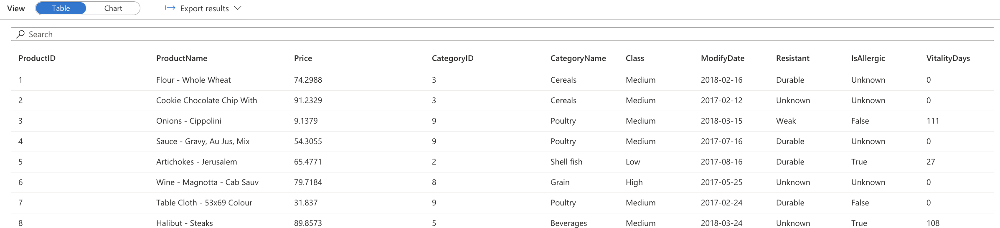 View Table Chart Export results
Search
ProductID ProductName Price CategoryID CategoryName Class ModifyDate Resistant IsAllergic VitalityDays
1 Flour - Whole Wheat 74.2988 3 Cereals Medium 2018-02-16 Durable Unknown 0
2 Cookie Chocolate Chip With 91.2329 3 Cereals Medium 2017-02-12 Unknown Unknown 0
3 Onions - Cippolini 9.1379 9 Poultry Medium 2018-03-15 Weak False 111
4 Sauce - Gravy, Au Jus, Mix 54.3055 9 Poultry Medium 2017-07-16 Durable Unknown 0
5 Artichokes - Jerusalem 65.4771 2 Shell fish Low 2017-08-16 Durable True 27
6 Wine - Magnotta - Cab Sauv 79.7184 8 Grain High 2017-05-25 Unknown Unknown 0
7 Table Cloth - 53x69 Colour 31.837 9 Poultry Medium 2017-02-24 Durable False 0
8 Halibut - Steaks 89.8573 5 Beverages Medium 2018-03-24 Unknown True 108